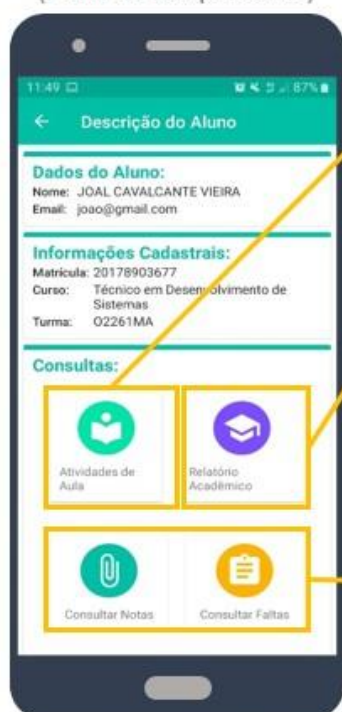 11:49 87%
Descrição do Aluno
Dados do Aluno:
Nome: JOAL CAVALCANTE VIEIRA
Email: joao@gmail.com
Informações Cadastrais:
Matrícula: 20178903677
Curso: Técnico em Desenvolvimento de
Sistemas
Turma: O2261MA
Consultas:
Atividades de Relatório
Aula Acadêmico
Consultar Notas Consultar Faltas